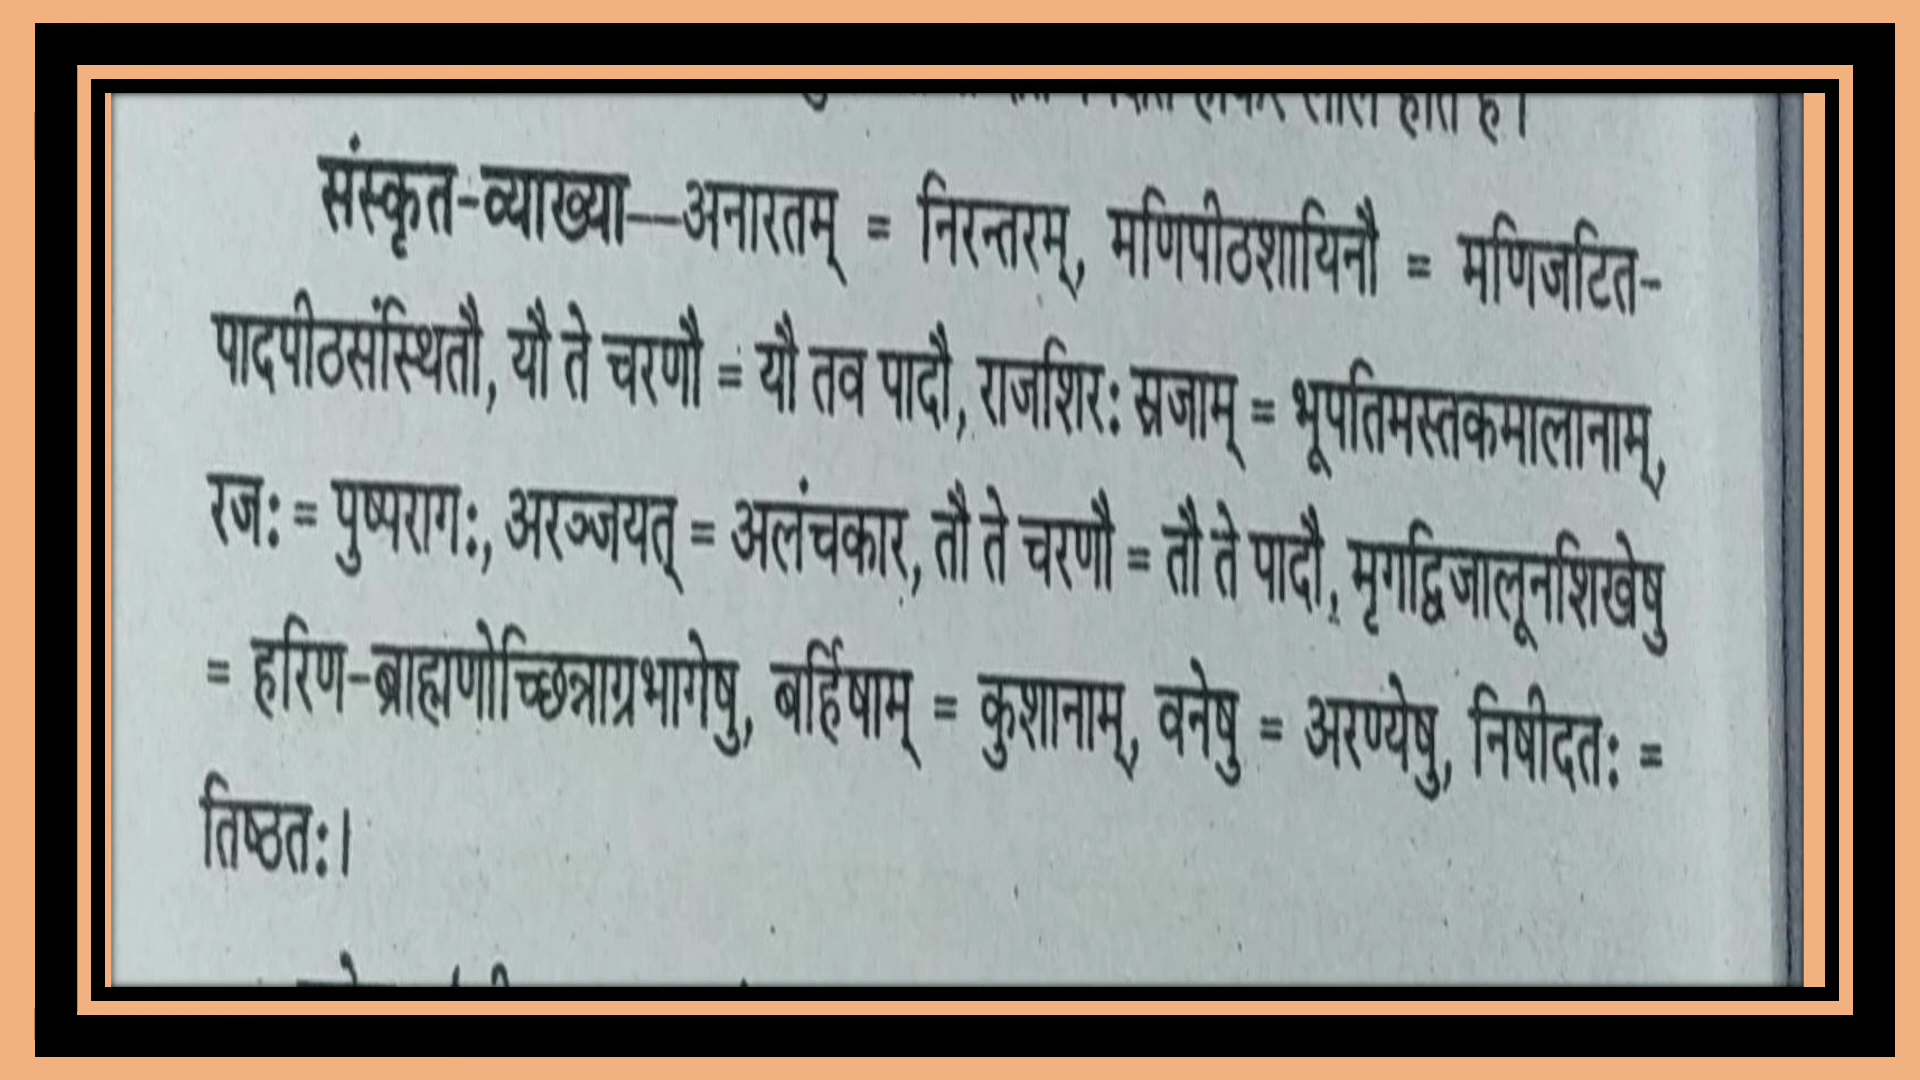 होकर लाल होते हैं।
संस्कृत-व्याख्या—अनारतम् = निरन्तरम्, मणिपीठशायिनौ = मणिजटित-
पादपीठसंस्थितौ, यौ ते चरणौ = यौ तव पादौ, राजशिरः स्रजाम् = भूपतिमस्तकमालानाम्,
रजः = पुष्परागः, अरञ्जयत् = अलंचकार, तौ ते चरणौ = तौ ते पादौ, मृगद्विजालूनशिखेषु
= हरिण-ब्राह्मणोच्छिन्नाग्रभागेषु, बर्हिषाम् = कुशानाम्, वनेषु = अरण्येषु, निषीदतः =
तिष्ठतः।